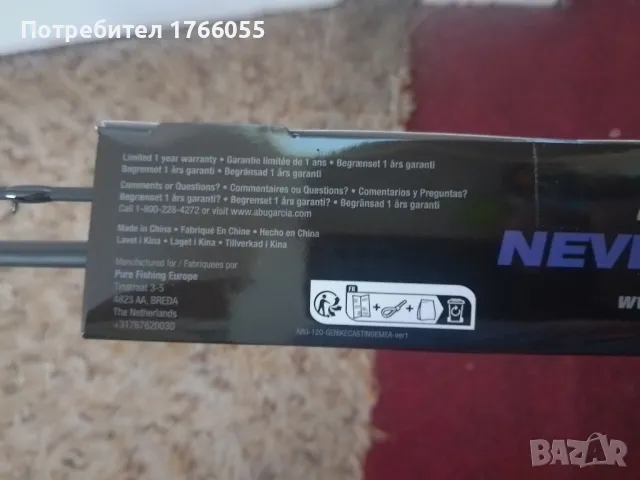 Потребител 1766055
Limited 1 year warranty • Garantie limitée de 1 ans • Begrænset 1 års garanti
Begrenset 1 års garanti • Begränsad 1 års garanti
Comments or Questions? • Commentaires ou Questions? • Comentarios y Preguntas?
Begrænset 1 års garanti? • Begrenset 1 års garanti? • Begränsad 1 års garanti?
Call 1-800-228-4272 or visit www.abugarcia.com
Made in China • Fabriqué En Chine • Hecho en China
Lavet i Kina • Laget i Kina • Tillverkad i Kina
Manufactured for / Fabriquées por
Pure Fishing Europe
Tinstraat 3-5
4823 AA, BREDA
The Netherlands
+31767620030
FR
NEVE
BAZAR